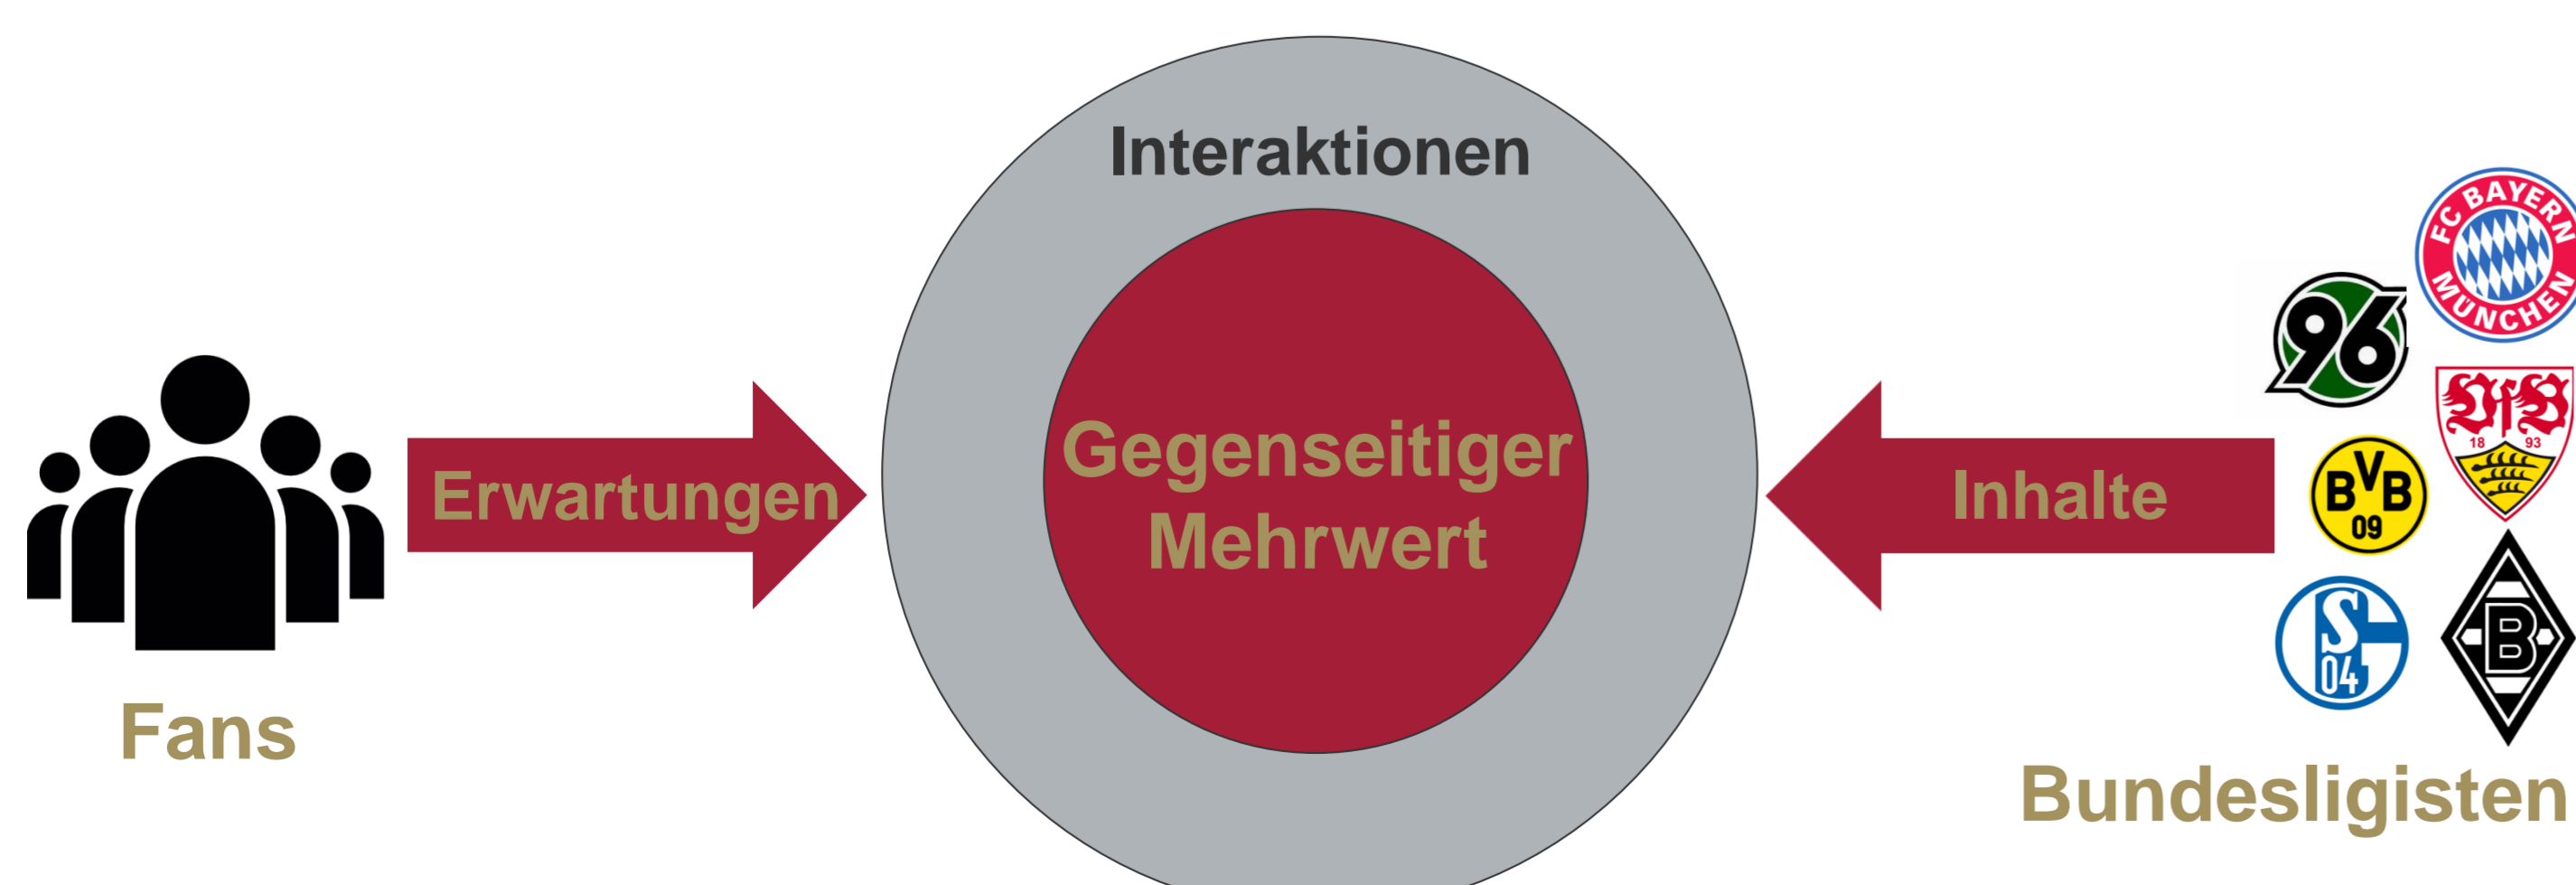 Interaktionen
FC BAYERN
MÜNCHEN
96
VfB
18 93
Gegenseitiger
Mehrwert
Erwartungen
Inhalte
BVB
09
S
04
B
Fans
Bundesligisten